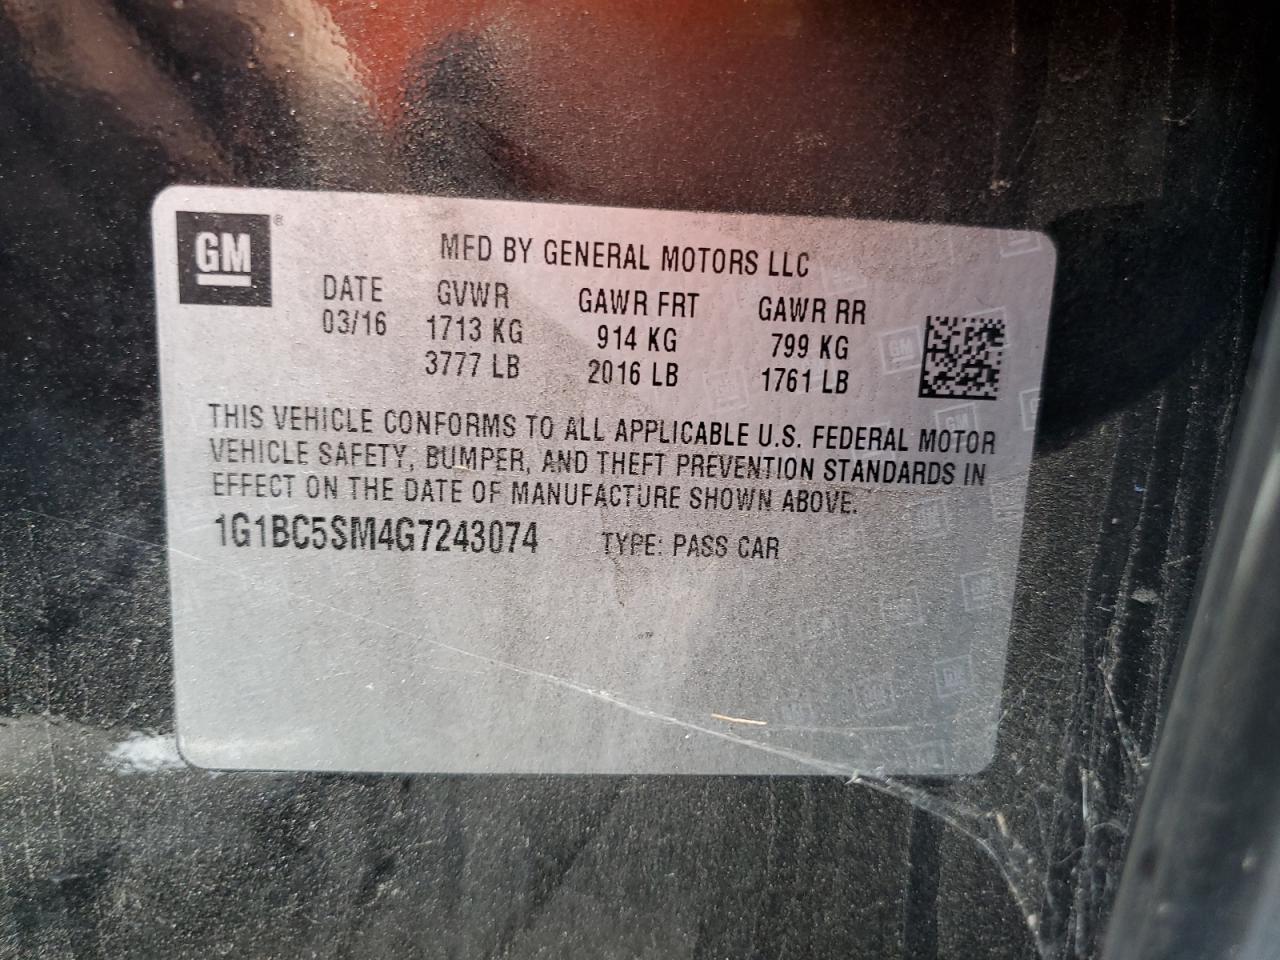 GM®
MFD BY GENERAL MOTORS LLC
DATE GVWR GAWR FRT GAWR RR
03/16 1713 KG 914 KG 799 KG
3777 LB 2016 LB 1761 LB
THIS VEHICLE CONFORMS TO ALL APPLICABLE U.S. FEDERAL MOTOR
VEHICLE SAFETY, BUMPER, AND THEFT PREVENTION STANDARDS IN
EFFECT ON THE DATE OF MANUFACTURE SHOWN ABOVE.
1G1BC5SM4G7243074 TYPE: PASS CAR